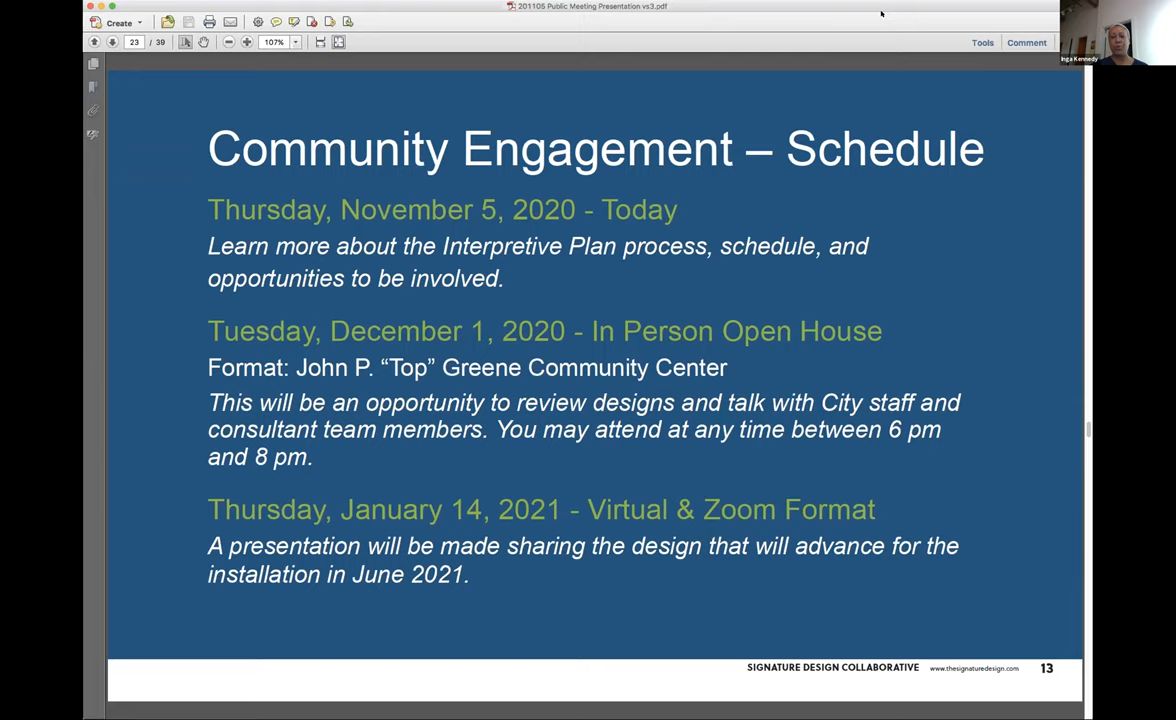 201105 Public Meeting Presentation vs3.pdf
Create
23 / 39
107%
Tools
Comment
Inga Kennedy
Community Engagement – Schedule
Thursday, November 5, 2020 - Today
Learn more about the Interpretive Plan process, schedule, and
opportunities to be involved.
Tuesday, December 1, 2020 - In Person Open House
Format: John P. “Top” Greene Community Center
This will be an opportunity to review designs and talk with City staff and
consultant team members. You may attend at any time between 6 pm
and 8 pm.
Thursday, January 14, 2021 - Virtual & Zoom Format
A presentation will be made sharing the design that will advance for the
installation in June 2021.
SIGNATURE DESIGN COLLABORATIVE www.thesignaturedesign.com 13